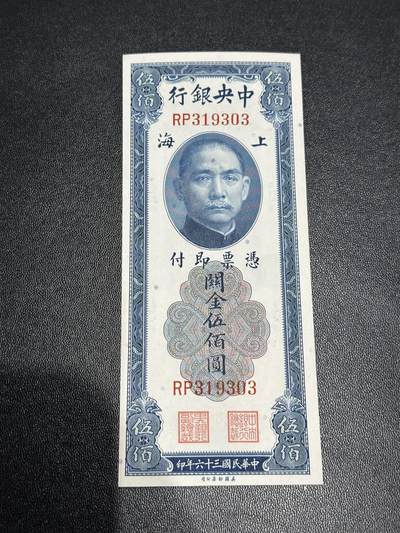 伍佰
伍佰
中央銀行
RP319303
上海
憑票即付
關金伍佰圓
RP319303
伍佰
伍佰
中華民國三十六年印